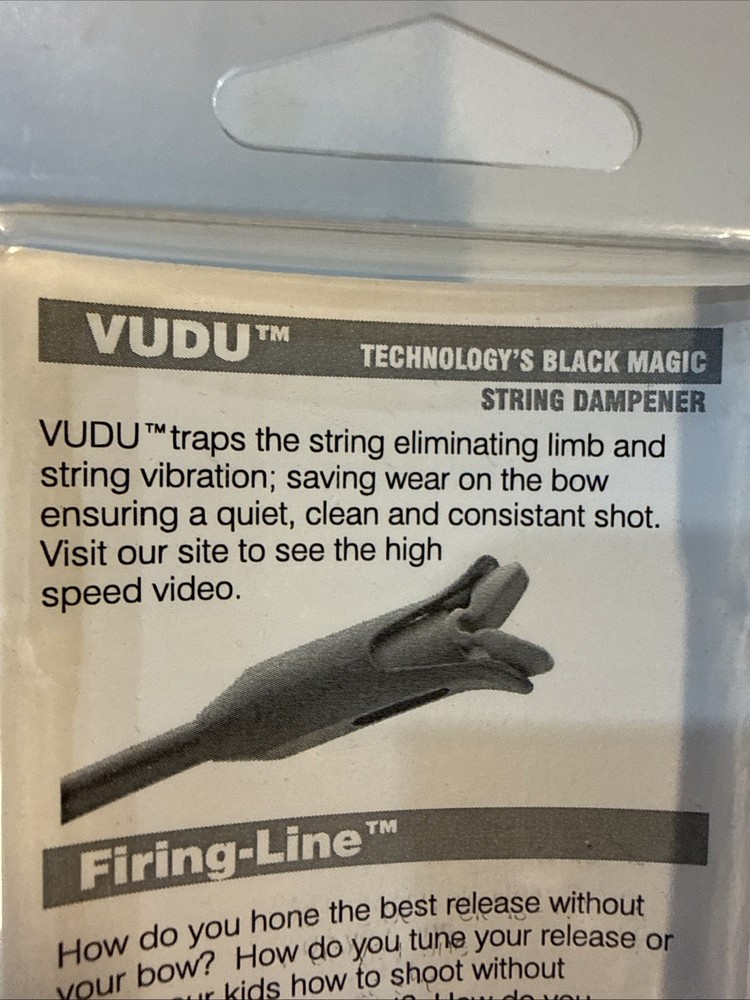 VUDU™ TECHNOLOGY'S BLACK MAGIC
STRING DAMPENER
VUDU™ traps the string eliminating limb and
string vibration; saving wear on the bow
ensuring a quiet, clean and consistant shot.
Visit our site to see the high
speed video.
Firing-Line™
How do you hone the best release without
your bow? How do you tune your release or
kids how to shoot without
How do you